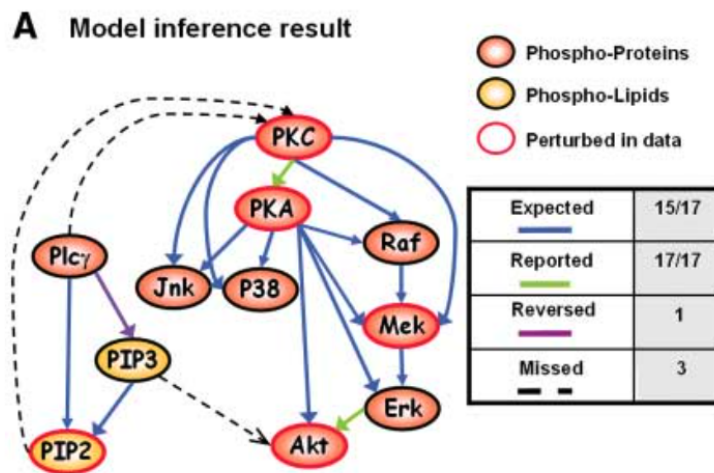 A Model inference result
Phospho-Proteins
Phospho-Lipids
Perturbed in data
PKC
PKA
Raf
Plcγ
Jnk
P38
Mek
PIP3
Erk
Akt
PIP2
Expected 15/17
Reported 17/17
Reversed 1
Missed 3